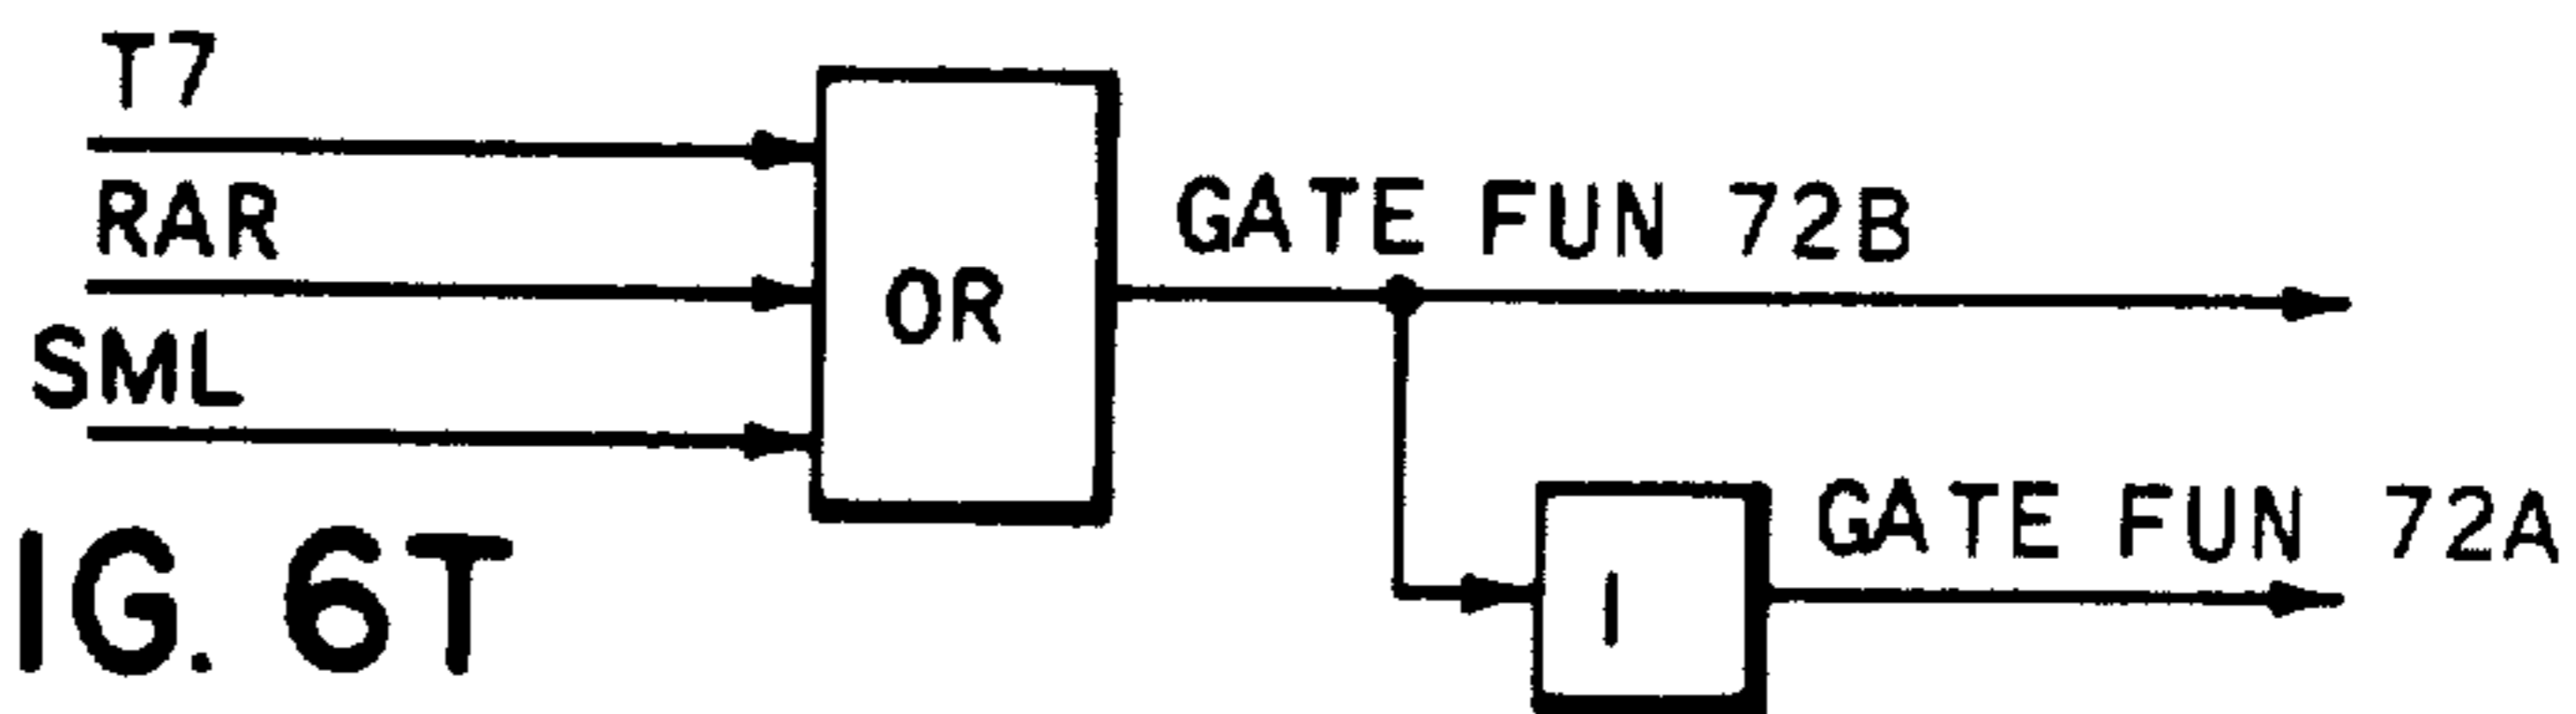 T7
RAR
SML
OR
GATE FUN 72B
I
GATE FUN 72A
IG. 6T